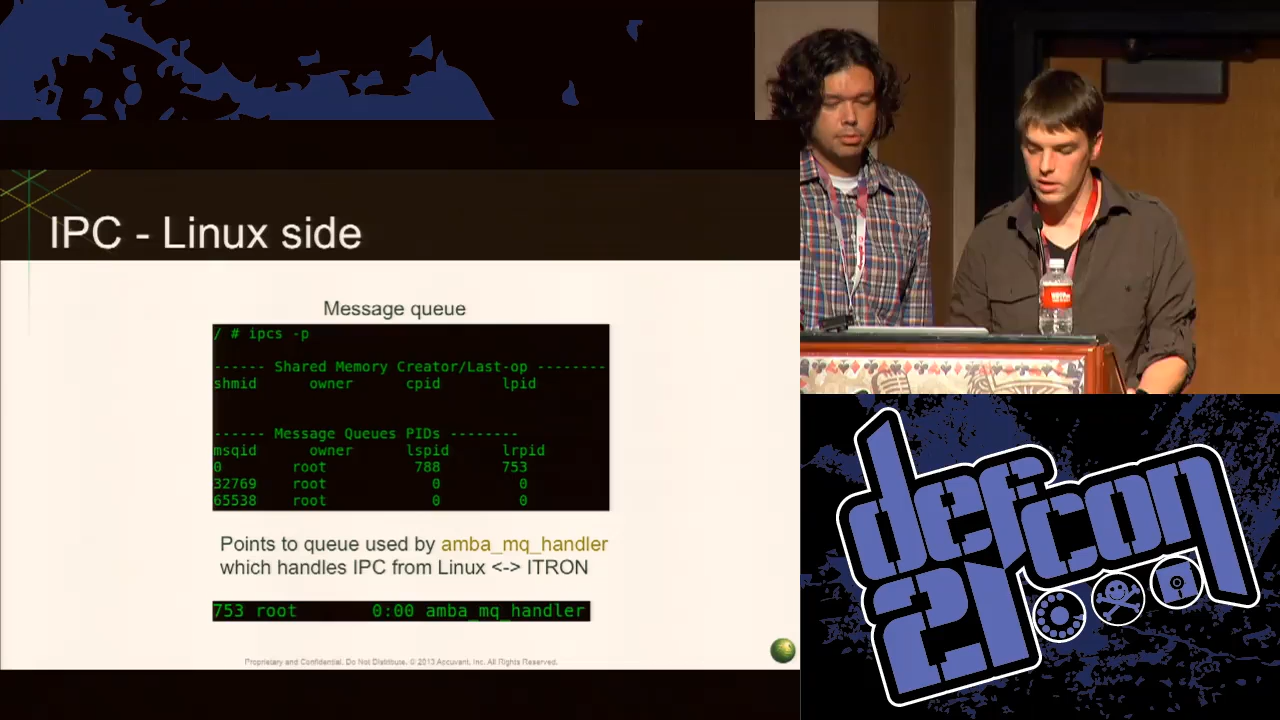 IPC - Linux side
Message queue
/ # ipcs -p
------ Shared Memory Creator/Last-op --------
shmid owner cpid lpid
------ Message Queues PIDs --------
msqid owner lspid lrpid
0 root 788 753
32769 root 0 0
65538 root 0 0
Points to queue used by amba_mq_handler
which handles IPC from Linux <-> ITRON
753 root 0:00 amba_mq_handler
Proprietary and Confidential. Do Not Distribute. © 2013 Accuvant, Inc. All Rights Reserved.
defcon
21